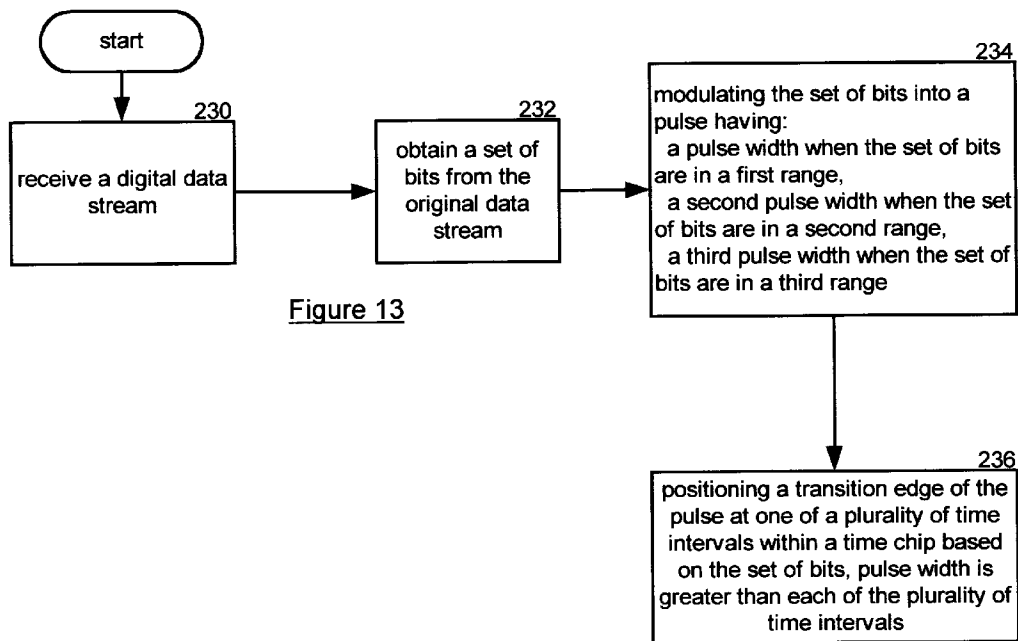 start
230
receive a digital data
stream
232
obtain a set of
bits from the
original data
stream
234
modulating the set of bits into a
pulse having:
a pulse width when the set of bits
are in a first range,
a second pulse width when the set
of bits are in a second range,
a third pulse width when the set of
bits are in a third range
Figure 13
236
positioning a transition edge of the
pulse at one of a plurality of time
intervals within a time chip based
on the set of bits, pulse width is
greater than each of the plurality of
time intervals